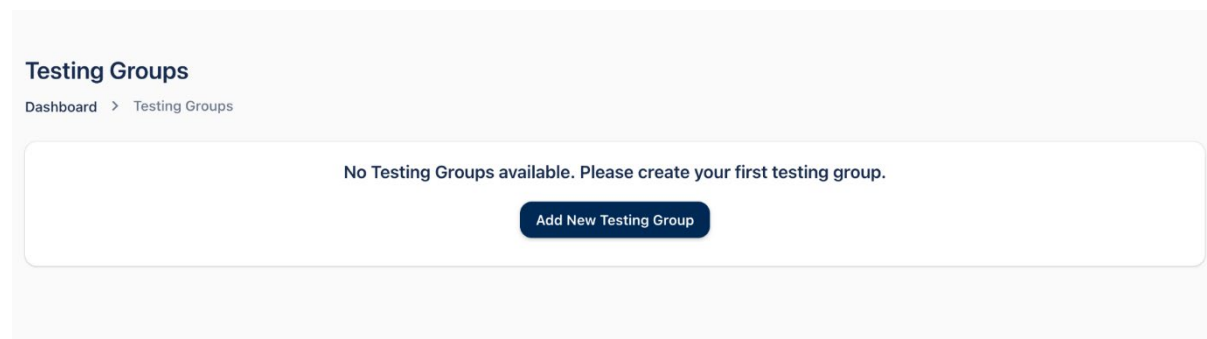 Testing Groups
Dashboard > Testing Groups
No Testing Groups available. Please create your first testing group.
Add New Testing Group